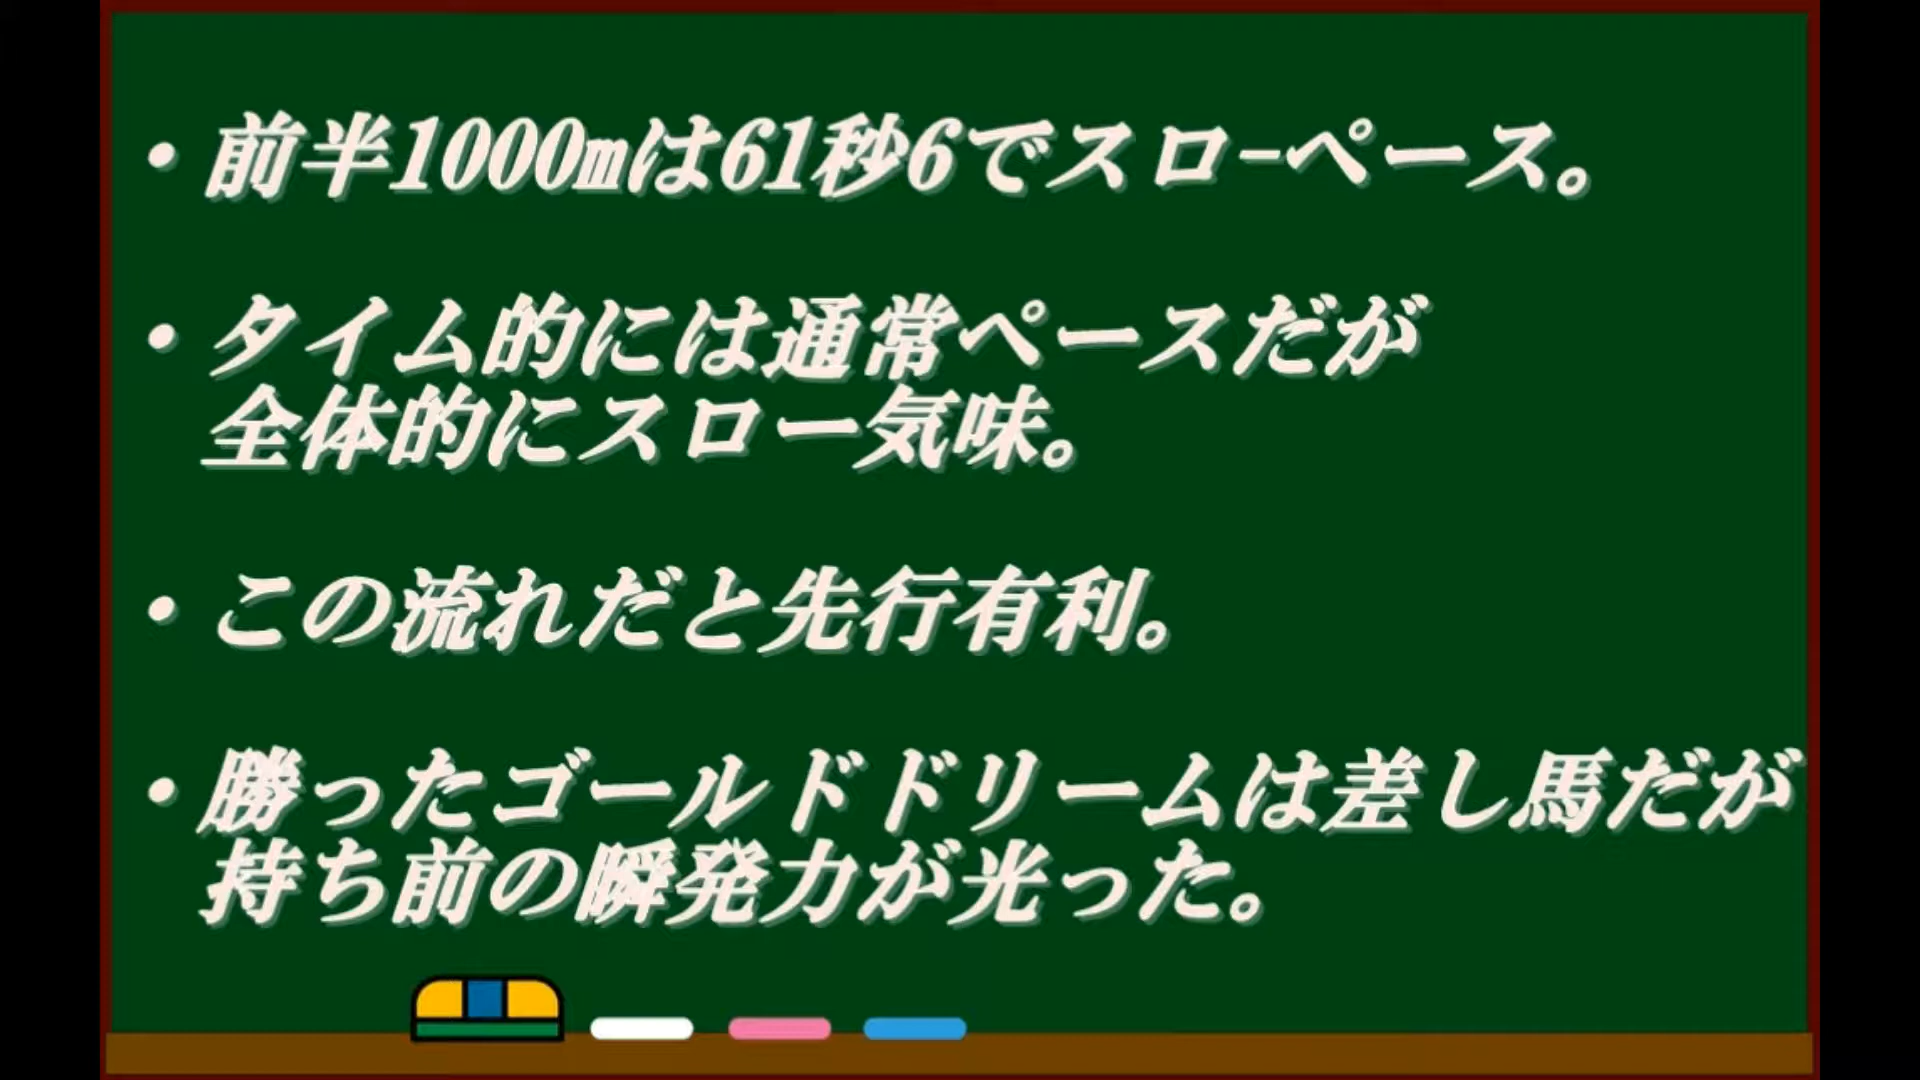 ・前半1000mは61秒6でスロ-ペース。
・タイム的には通常ペースだが
全体的にスロー気味。
・この流れだと先行有利。
・勝ったゴールドドリームは差し馬だが
持ち前の瞬発力が光った。